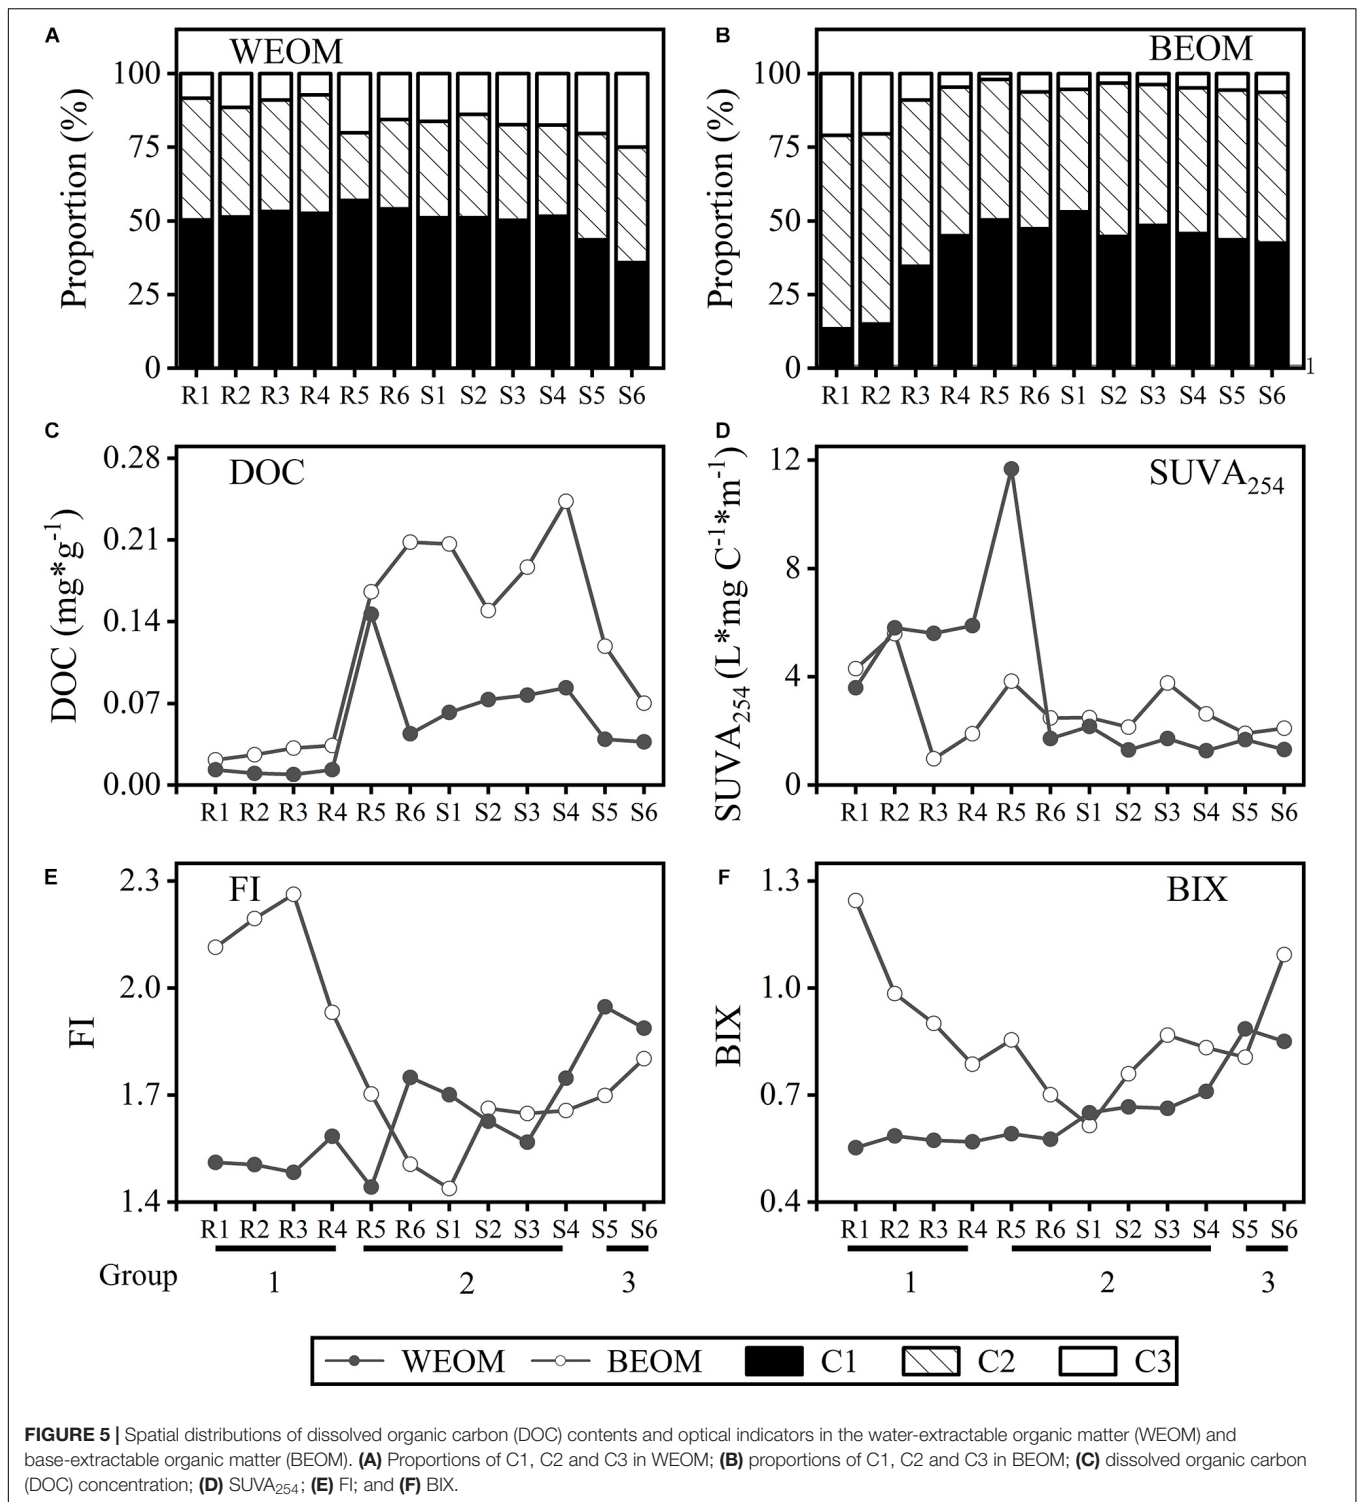 A
WEOM
Proportion (%)
100
75
50
25
0
R1 R2 R3 R4 R5 R6 S1 S2 S3 S4 S5 S6
B
BEOM
Proportion (%)
100
75
50
25
0
1
R1 R2 R3 R4 R5 R6 S1 S2 S3 S4 S5 S6
C
DOC
DOC (mg*g⁻¹)
0.28
0.21
0.14
0.07
0.00
R1 R2 R3 R4 R5 R6 S1 S2 S3 S4 S5 S6
D
SUVA₂₅₄
SUVA₂₅₄ (L*mg C⁻¹*m⁻¹)
12
8
4
0
R1 R2 R3 R4 R5 R6 S1 S2 S3 S4 S5 S6
E
FI
FI
2.3
2.0
1.7
1.4
R1 R2 R3 R4 R5 R6 S1 S2 S3 S4 S5 S6
Group 1 2 3
F
BIX
BIX
1.3
1.0
0.7
0.4
R1 R2 R3 R4 R5 R6 S1 S2 S3 S4 S5 S6
1 2 3
WEOM BEOM C1 C2 C3
FIGURE 5 | Spatial distributions of dissolved organic carbon (DOC) contents and optical indicators in the water-extractable organic matter (WEOM) and
base-extractable organic matter (BEOM). (A) Proportions of C1, C2 and C3 in WEOM; (B) proportions of C1, C2 and C3 in BEOM; (C) dissolved organic carbon
(DOC) concentration; (D) SUVA₂₅₄; (E) FI; and (F) BIX.